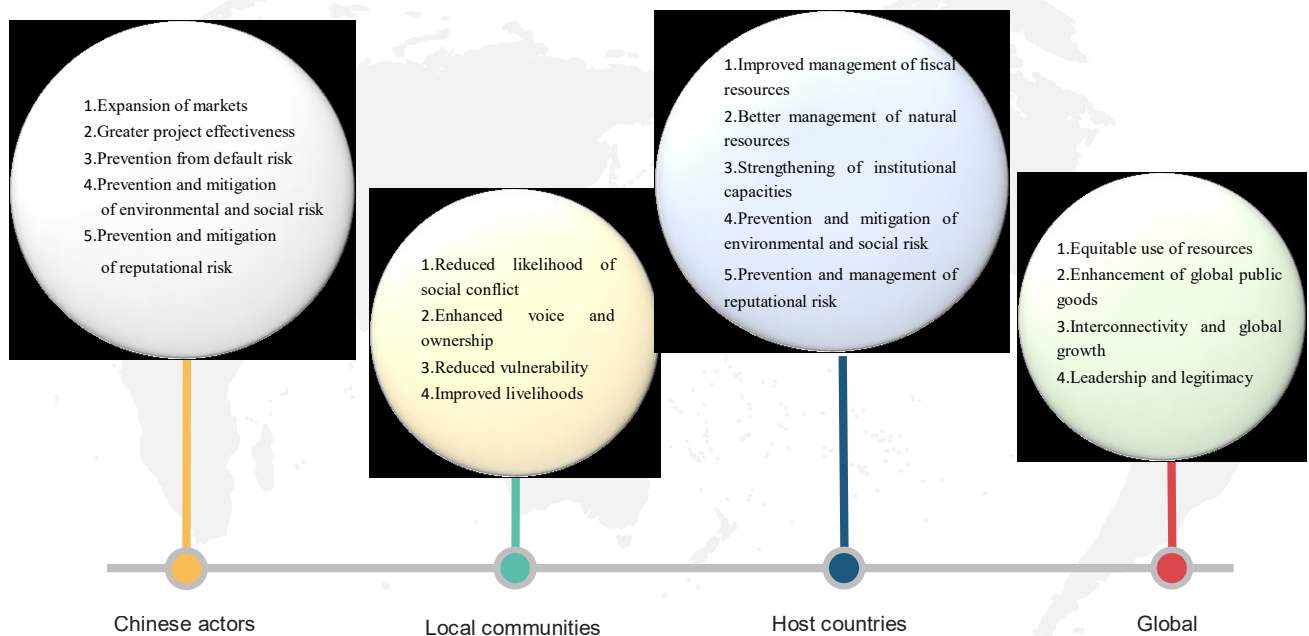 1.Expansion of markets
2.Greater project effectiveness
3.Prevention from default risk
4.Prevention and mitigation
of environmental and social risk
5.Prevention and mitigation
of reputational risk
1.Reduced likelihood of
social conflict
2.Enhanced voice and
ownership
3.Reduced vulnerability
4.Improved livelihoods
1.Improved management of fiscal
resources
2.Better management of natural
resources
3.Strengthening of institutional
capacities
4.Prevention and mitigation of
environmental and social risk
5.Prevention and management of
reputational risk
1.Equitable use of resources
2.Enhancement of global public
goods
3.Interconnectivity and global
growth
4.Leadership and legitimacy
Chinese actors
Local communities
Host countries
Global